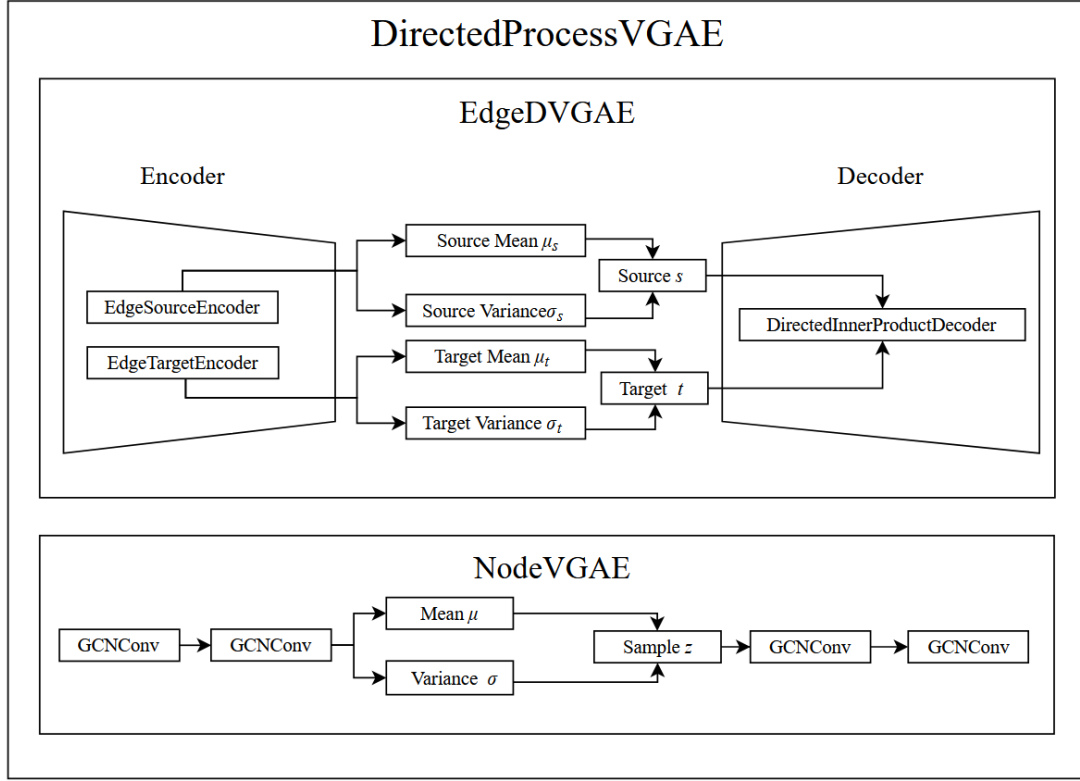 DirectedProcessVGAE
EdgeDVGAE
Encoder
Decoder
EdgeSourceEncoder
EdgeTargetEncoder
Source Mean μₛ
Source Varianceσₛ
Target Mean μₜ
Target Variance σₜ
Source s
Target t
DirectedInnerProductDecoder
NodeVGAE
GCNConv
GCNConv
Mean μ
Variance σ
Sample z
GCNConv
GCNConv